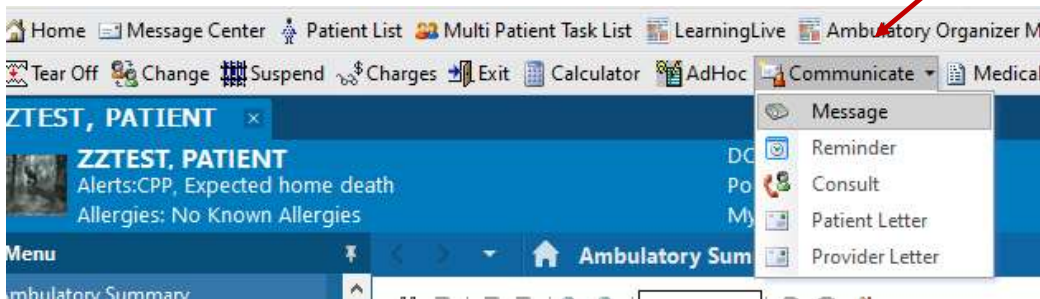 Home Message Center Patient List Multi Patient Task List LearningLive Ambulatory Organizer M
Tear Off Change Suspend Charges Exit Calculator AdHoc Communicate Medical
ZTEST, PATIENT ×
Message
ZZTEST, PATIENT
Alerts:CPP, Expected home death
Allergies: No Known Allergies
DO
Po
My
Reminder
Consult
Patient Letter
Provider Letter
Menu
Ambulatory Sum
mbulatory Summary